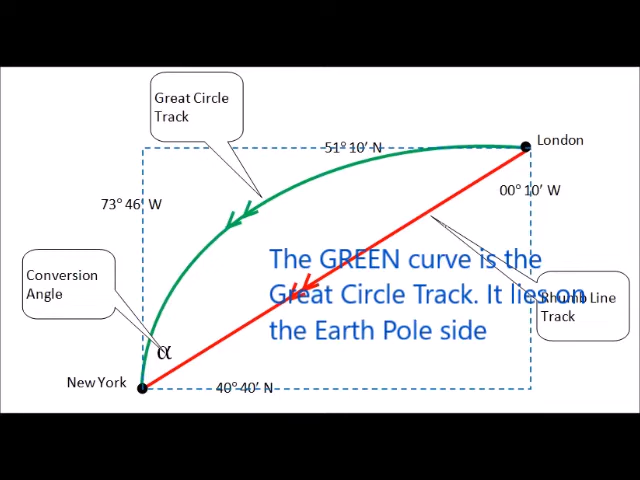 Great Circle
Track
London
51° 10′ N
00° 10′ W
73° 46′ W
The GREEN curve is the
Great Circle Track. It lies on
the Earth Pole side
Conversion
Angle
Rhumb Line
Track
α
New York
40° 40′ N